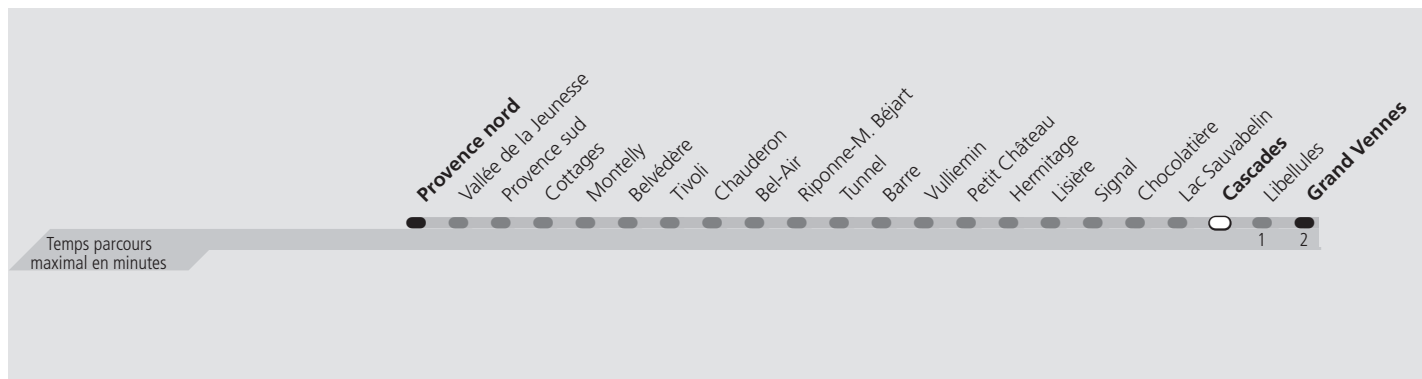 Provence nord
Vallée de la Jeunesse
Provence sud
Cottages
Montelly
Belvédère
Tivoli
Chauderon
Bel-Air
Riponne-M. Béjart
Tunnel
Barre
Vulliemin
Petit Château
Hermitage
Lisière
Signal
Chocolatière
Lac Sauvabelin
Cascades
Libellules
Grand Vennes
Temps parcours
maximal en minutes
1 2